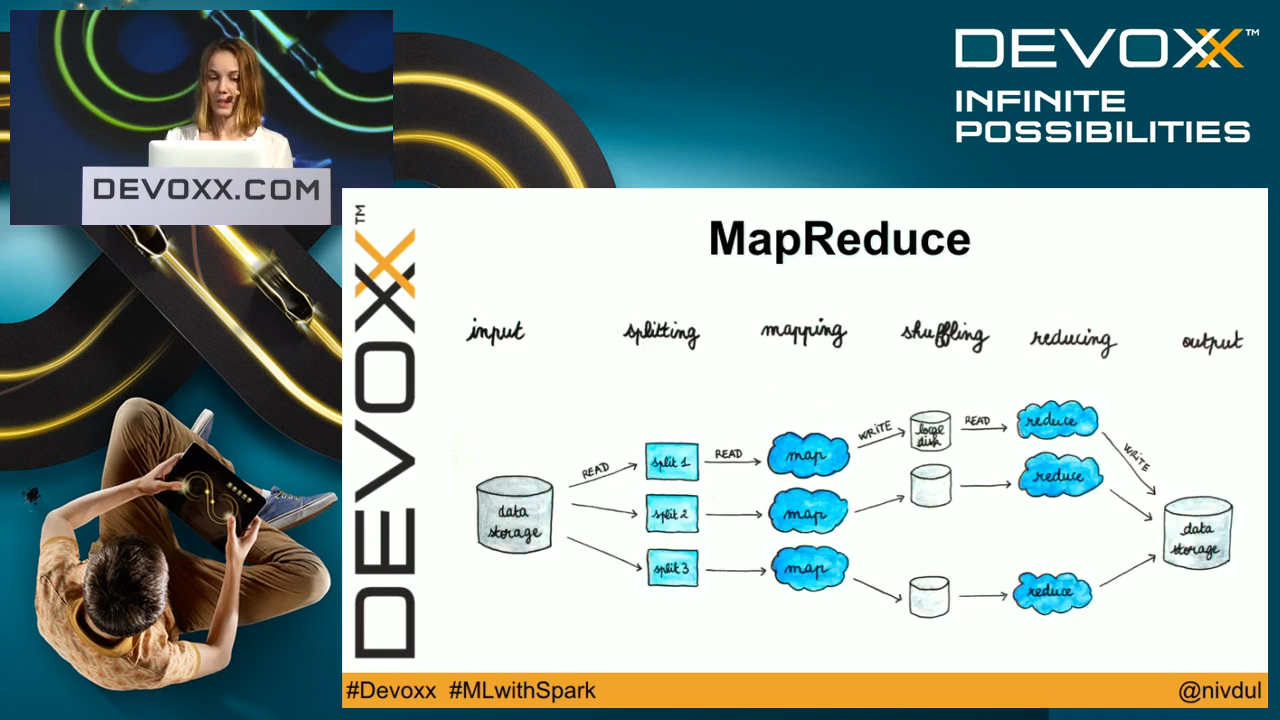 DEVOXX™
INFINITE
POSSIBILITIES
DEVOXX.COM
DEVOXX™
MapReduce
input splitting mapping shuffling reducing output
data storage
READ
split 1
READ
map
WRITE
local disk
READ
reduce
WRITE
split 2
map
reduce
data storage
split 3
map
reduce
#Devoxx #MLwithSpark @nivdul